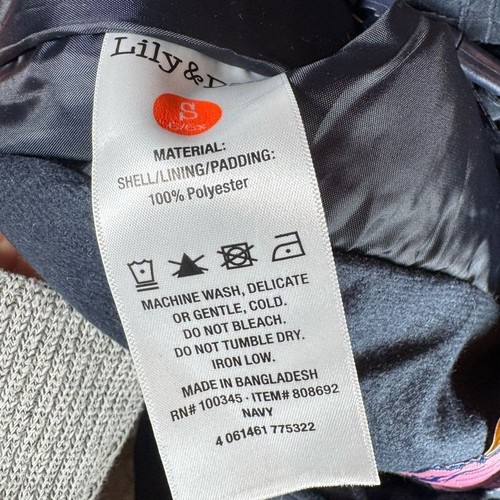 Lily&
S
MATERIAL:
SHELL/LINING/PADDING:
100% Polyester
MACHINE WASH, DELICATE
OR GENTLE, COLD.
DO NOT BLEACH.
DO NOT TUMBLE DRY.
IRON LOW.
MADE IN BANGLADESH
RN# 100345 · ITEM# 808692
NAVY
4 061461 775322